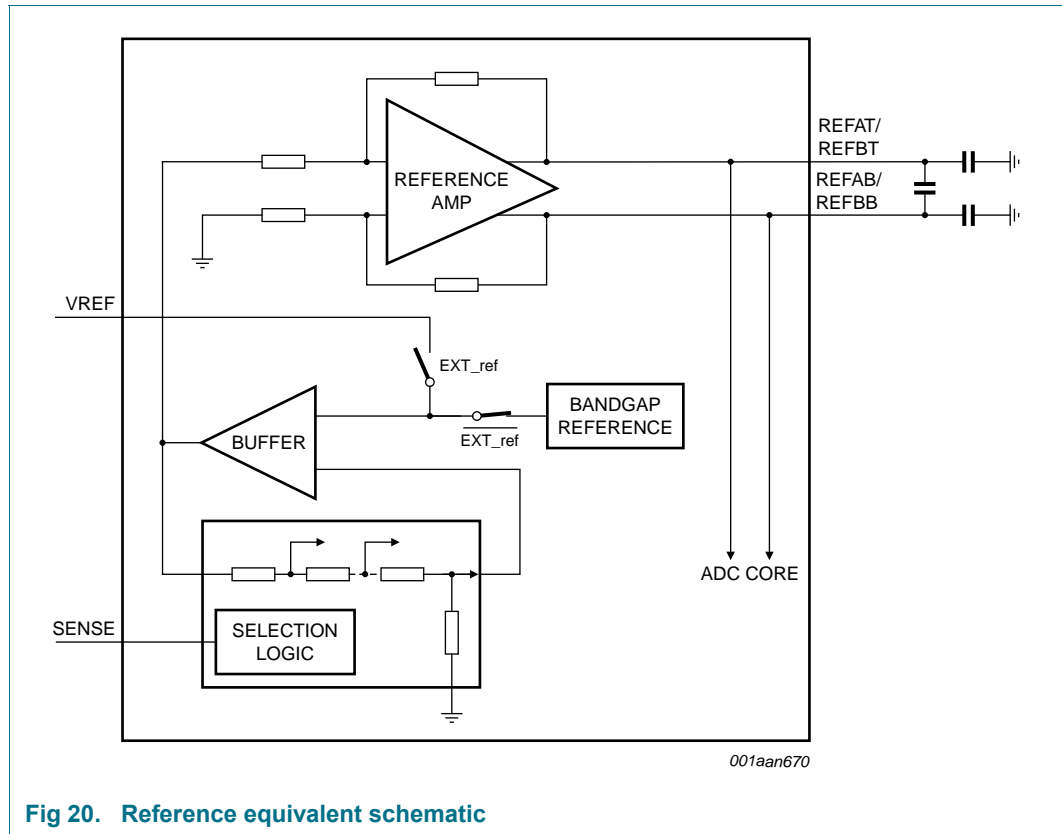 REFAT/
REFBT
REFERENCE
AMP
REFAB/
REFBB
VREF
EXT_ref
BANDGAP
REFERENCE
EXT_ref
BUFFER
ADC CORE
SENSE
SELECTION
LOGIC
001aan670
Fig 20. Reference equivalent schematic